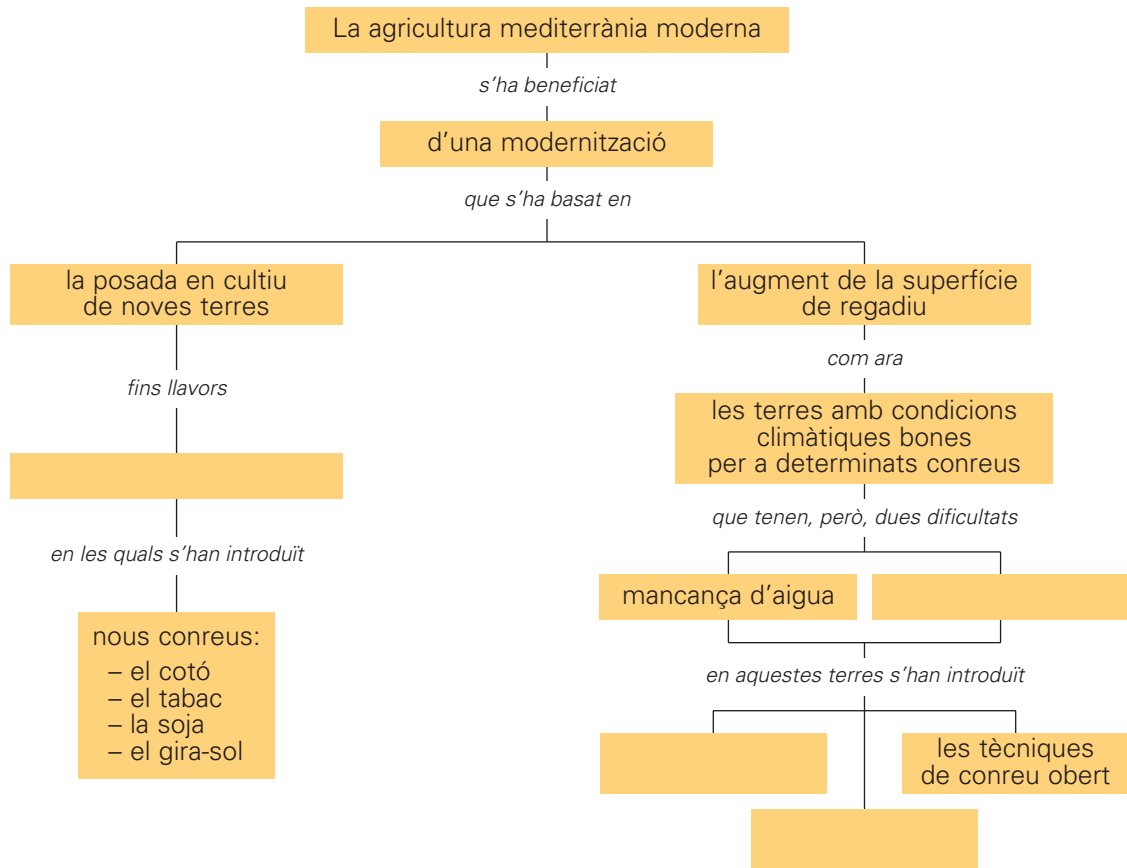 La agricultura mediterrània moderna
s'ha beneficiat
d'una modernització
que s'ha basat en
la posada en cultiu
de noves terres
fins llavors
en les quals s'han introduït
nous conreus:
– el cotó
– el tabac
– la soja
– el gira-sol
l'augment de la superfície
de regadiu
com ara
les terres amb condicions
climàtiques bones
per a determinats conreus
que tenen, però, dues dificultats
mancança d'aigua
en aquestes terres s'han introduït
les tècniques
de conreu obert